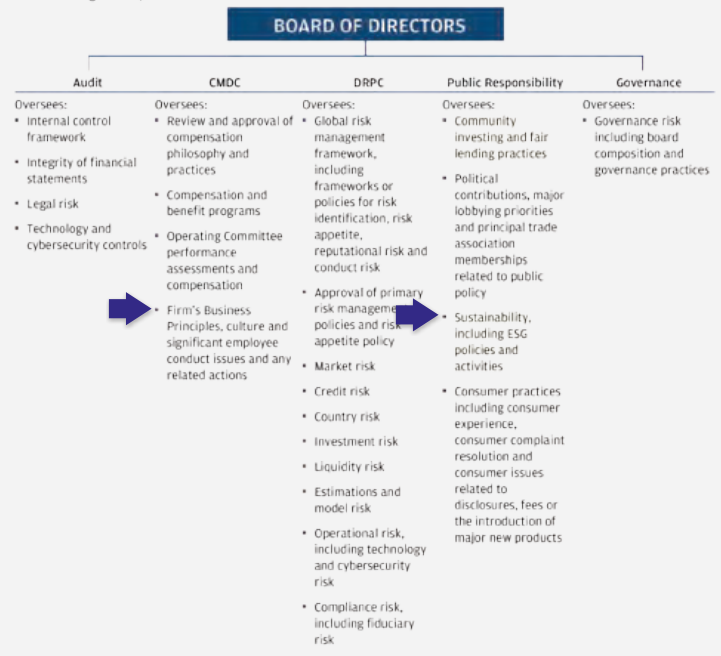 BOARD OF DIRECTORS
Audit
Oversees:
• Internal control
framework
• Integrity of financial
statements
• Legal risk
• Technology and
cybersecurity controls
CMDC
Oversees:
• Review and approval of
compensation
philosophy and
practices
• Compensation and
benefit programs
• Operating Committee
performance
assessments and
compensation
• Firm's Business
Principles, culture and
significant employee
conduct issues and any
related actions
DRPC
Oversees:
• Global risk
management
framework,
including
frameworks or
policies for risk
identification, risk
appetite,
reputational risk and
conduct risk
• Approval of primary
risk
policies and risk
appetite policy
• Market risk
• Credit risk
• Country risk
• Investment risk
• Liquidity risk
• Estimations and
model risk
• Operational risk,
including technology
and cybersecurity
risk
• Compliance risk,
including fiduciary
risk
Public Responsibility
Oversees:
• Community
investing and fair
lending practices
• Political
contributions, major
lobbying priorities
and principal trade
association
memberships
related to public
policy
• Sustainability,
including ESG
policies and
activities
• Consumer practices
including consumer
experience,
consumer complaint
resolution and
consumer issues
related to
disclosures, fees or
the introduction of
major new products
Governance
Oversees:
• Governance risk
including board
composition and
governance practices